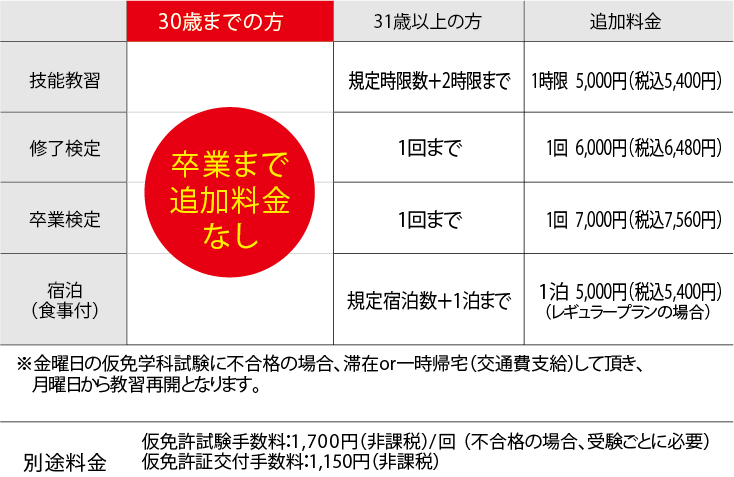 30歳までの方 31歳以上の方 追加料金
技能教習 規定時限数+2時限まで 1時限 5,000円(税込5,400円)
修了検定 1回まで 1回 6,000円(税込6,480円)
卒業まで
追加料金
なし
卒業検定 1回まで 1回 7,000円(税込7,560円)
宿泊
(食事付)
規定宿泊数+1泊まで
1泊 5,000円(税込5,400円)
(レギュラープランの場合)
※金曜日の仮免学科試験に不合格の場合、滞在or一時帰宅(交通費支給)して頂き、
月曜日から教習再開となります。
別途料金
仮免許試験手数料:1,700円(非課税)/回 (不合格の場合、受験ごとに必要)
仮免許証交付手数料:1,150円(非課税)